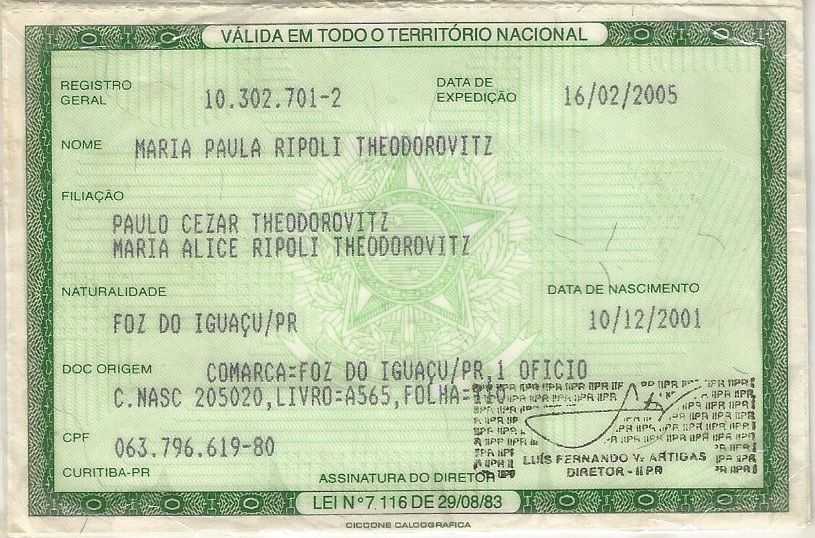 VÁLIDA EM TODO O TERRITÓRIO NACIONAL
REGISTRO GERAL 10.302.701-2 DATA DE EXPEDIÇÃO 16/02/2005
NOME MARIA PAULA RIPOLI THEODOROVITZ
FILIAÇÃO
PAULO CEZAR THEODOROVITZ
MARIA ALICE RIPOLI THEODOROVITZ
NATURALIDADE DATA DE NASCIMENTO
FOZ DO IGUAÇU/PR 10/12/2001
DOC ORIGEM COMARCA=FOZ DO IGUAÇU/PR,1 OFICIO
C.NASC 205020,LIVRO=A565,FOLHA=
CPF 063.796.619-80
LUÍS FERNANDO V. ARTIGAS
DIRETOR - IIPR
CURITIBA-PR
ASSINATURA DO DIRETOR
LEI Nº 7.116 DE 29/08/83
CICCONE CALCOGRAFICA